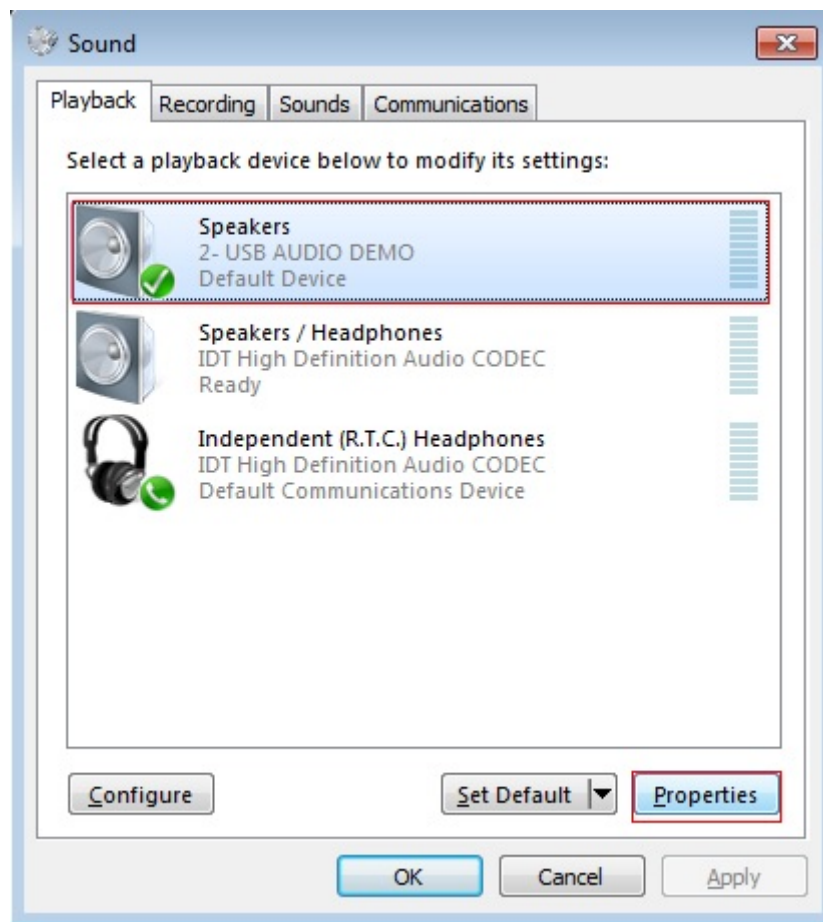 Sound
Playback Recording Sounds Communications
Select a playback device below to modify its settings:
Speakers
2- USB AUDIO DEMO
Default Device
Speakers / Headphones
IDT High Definition Audio CODEC
Ready
Independent (R.T.C.) Headphones
IDT High Definition Audio CODEC
Default Communications Device
Configure Set Default Properties
OK Cancel Apply